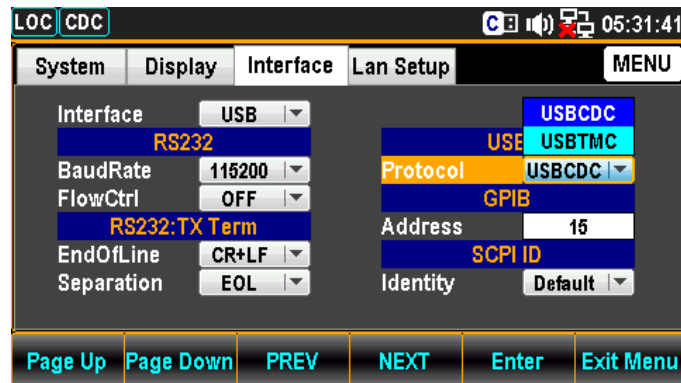 LOC CDC C 05:31:41
System Display Interface Lan Setup MENU
Interface USB
RS232
BaudRate 115200
FlowCtrl OFF
RS232:TX Term
EndOfLine CR+LF
Separation EOL
USBCDC
USB USBTMC
Protocol USBCDC
GPIB
Address 15
SCPI ID
Identity Default
Page Up Page Down PREV NEXT Enter Exit Menu